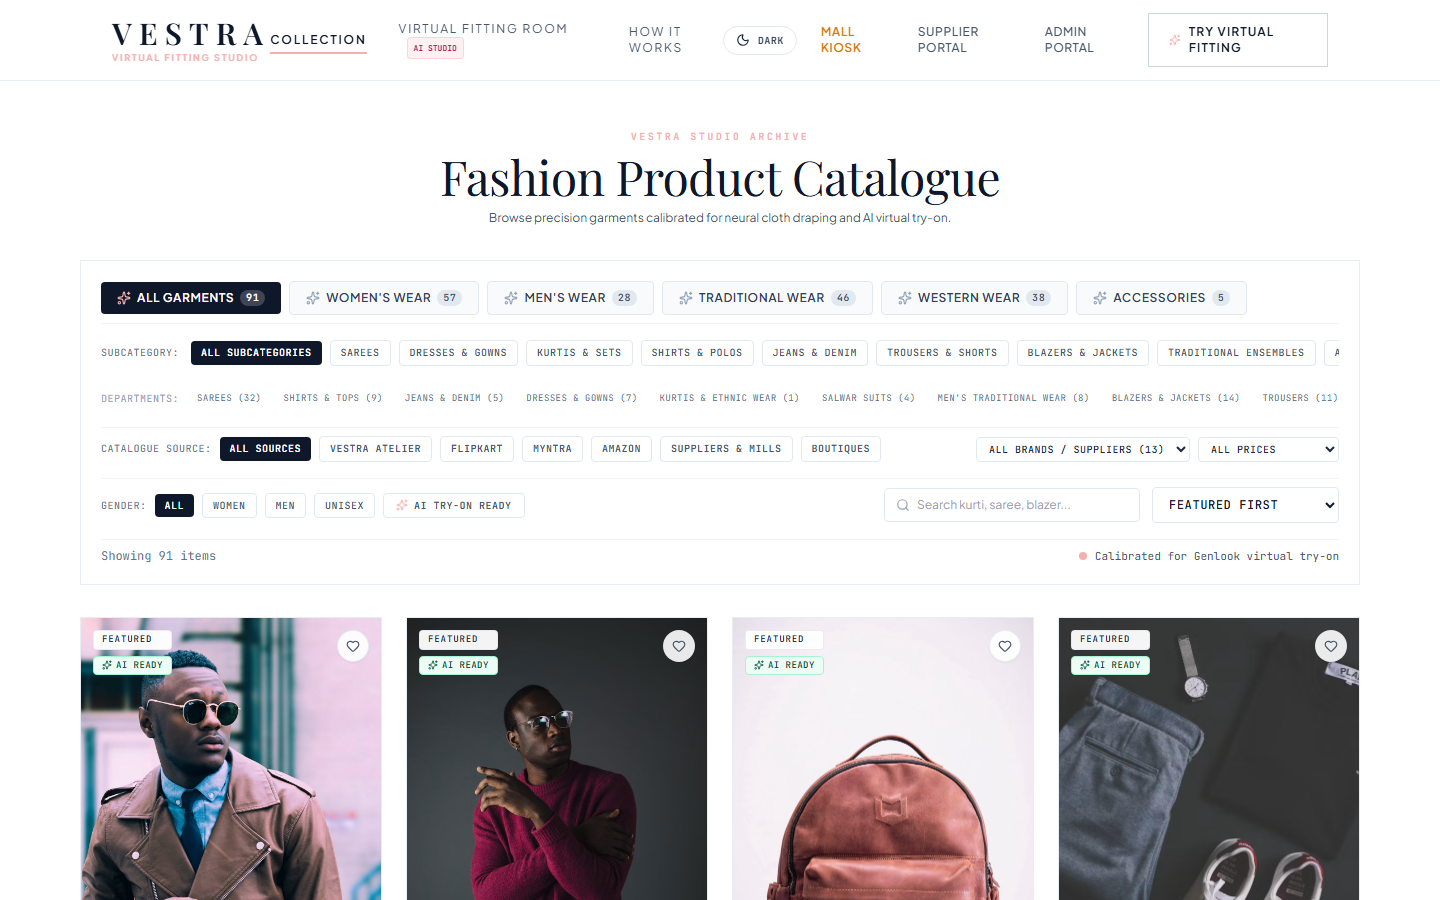 VESTRA
VIRTUAL FITTING STUDIO
COLLECTION
VIRTUAL FITTING ROOM
AI STUDIO
HOW IT
WORKS
DARK
MALL
KIOSK
SUPPLIER
PORTAL
ADMIN
PORTAL
TRY VIRTUAL
FITTING
VESTRA STUDIO ARCHIVE
Fashion Product Catalogue
Browse precision garments calibrated for neural cloth draping and AI virtual try-on.
ALL GARMENTS 91
WOMEN'S WEAR 57
MEN'S WEAR 28
TRADITIONAL WEAR 46
WESTERN WEAR 38
ACCESSORIES 5
SUBCATEGORY: ALL SUBCATEGORIES SAREES DRESSES & GOWNS KURTIS & SETS SHIRTS & POLOS JEANS & DENIM TROUSERS & SHORTS BLAZERS & JACKETS TRADITIONAL ENSEMBLES
DEPARTMENTS: SAREES (32) SHIRTS & TOPS (9) JEANS & DENIM (5) DRESSES & GOWNS (7) KURTIS & ETHNIC WEAR (1) SALWAR SUITS (4) MEN'S TRADITIONAL WEAR (8) BLAZERS & JACKETS (14) TROUSERS (11)
CATALOGUE SOURCE: ALL SOURCES VESTRA ATELIER FLIPKART MYNTRA AMAZON SUPPLIERS & MILLS BOUTIQUES ALL BRANDS / SUPPLIERS (13) ALL PRICES
GENDER: ALL WOMEN MEN UNISEX AI TRY-ON READY Search kurti, saree, blazer... FEATURED FIRST
Showing 91 items
Calibrated for Genlook virtual try-on
FEATURED
AI READY
FEATURED
AI READY
FEATURED
AI READY
FEATURED
AI READY